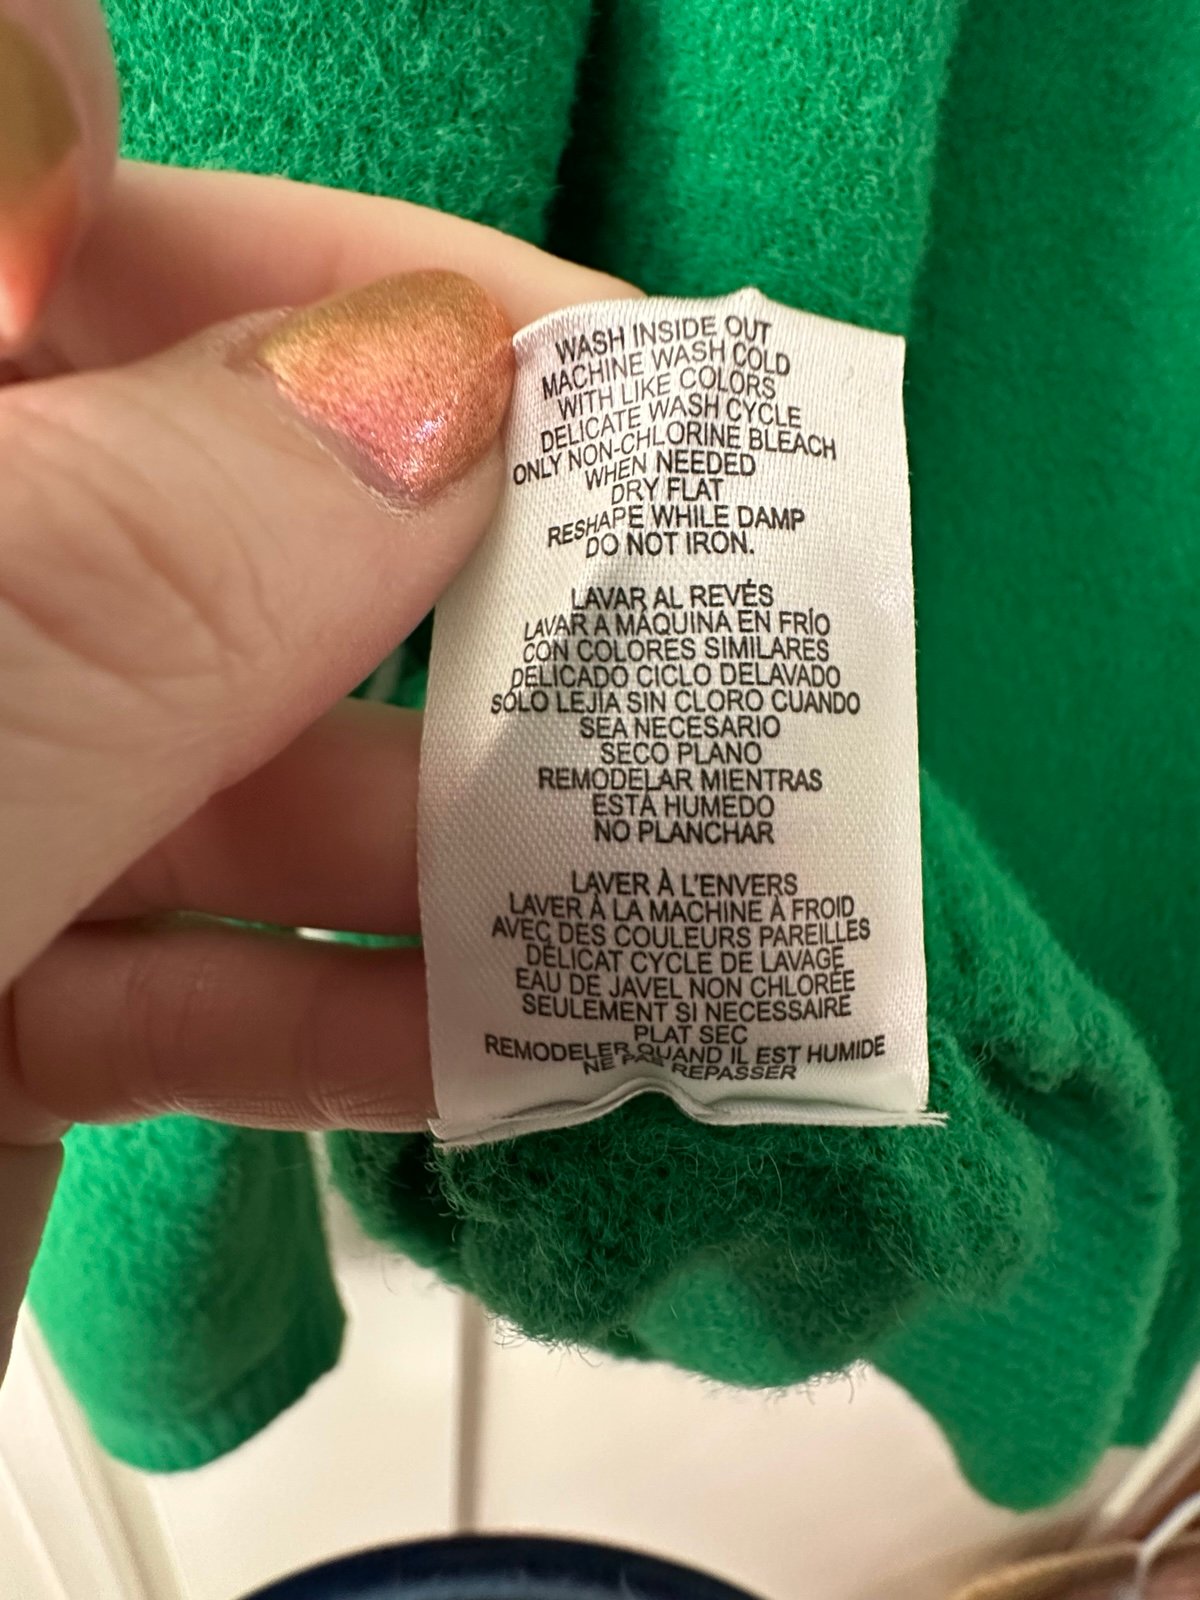 WASH INSIDE OUT
MACHINE WASH COLD
WITH LIKE COLORS
DELICATE WASH CYCLE
ONLY NON-CHLORINE BLEACH
WHEN NEEDED
DRY FLAT
RESHAPE WHILE DAMP
DO NOT IRON.
LAVAR AL REVÉS
LAVAR A MÁQUINA EN FRÍO
CON COLORES SIMILARES
DELICADO CICLO DELAVADO
SÓLO LEJÍA SIN CLORO CUANDO
SEA NECESARIO
SECO PLANO
REMODELAR MIENTRAS
ESTÁ HUMEDO
NO PLANCHAR
LAVER À L'ENVERS
LAVER À LA MACHINE À FROID
AVEC DES COULEURS PAREILLES
DÉLICAT CYCLE DE LAVAGE
EAU DE JAVEL NON CHLORÉE
SEULEMENT SI NECESSAIRE
PLAT SEC
REMODELER QUAND IL EST HUMIDE
NE PAS REPASSER